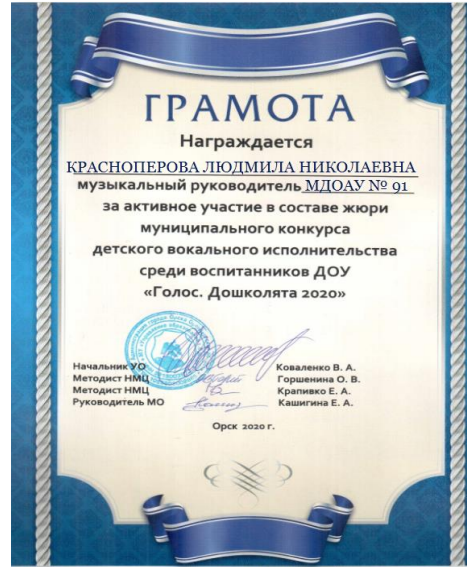 ГРАМОТА
Награждается
КРАСНОПЕРОВА ЛЮДМИЛА НИКОЛАЕВНА
музыкальный руководитель МДОАУ № 91
за активное участие в составе жюри
муниципального конкурса
детского вокального исполнительства
среди воспитанников ДОУ
«Голос. Дошколята 2020»
Начальник УО Коваленко В. А.
Методист НМЦ Горшенина О. В.
Методист НМЦ Крапивко Е. А.
Руководитель МО Кашигина Е. А.
Орск 2020 г.